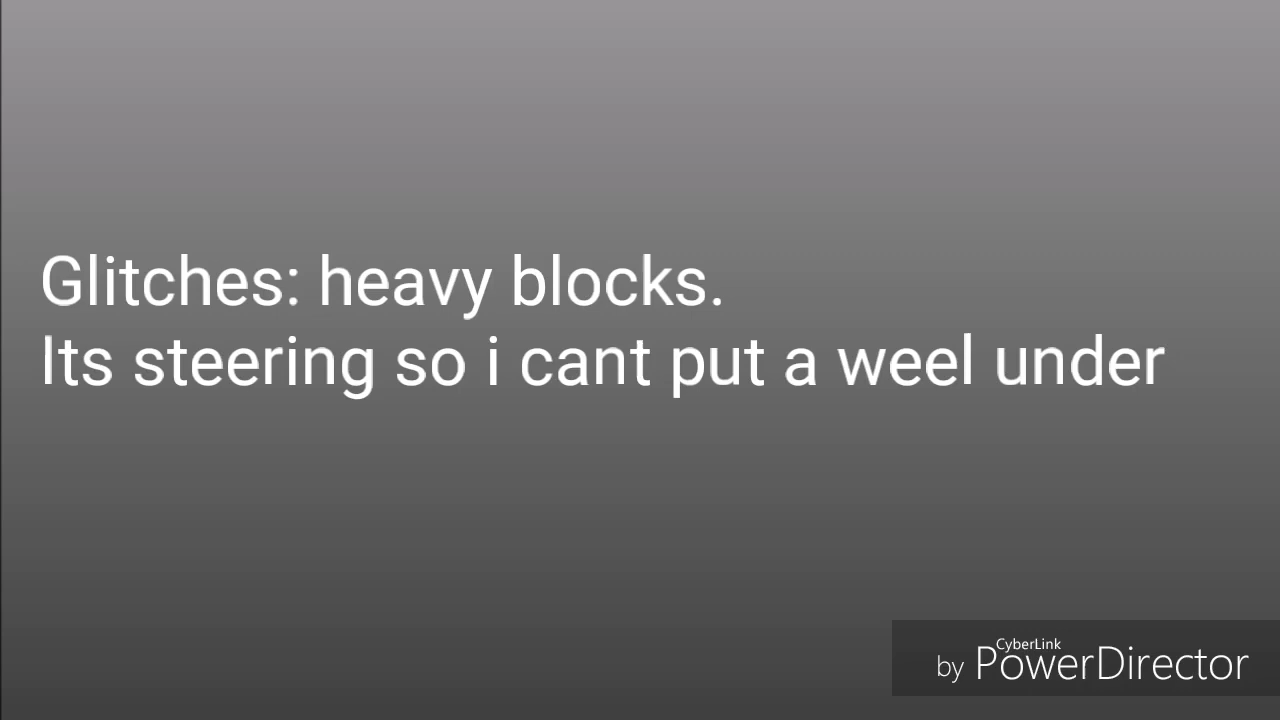 Glitches: heavy blocks.
Its steering so i cant put a weel under
CyberLink
by PowerDirector